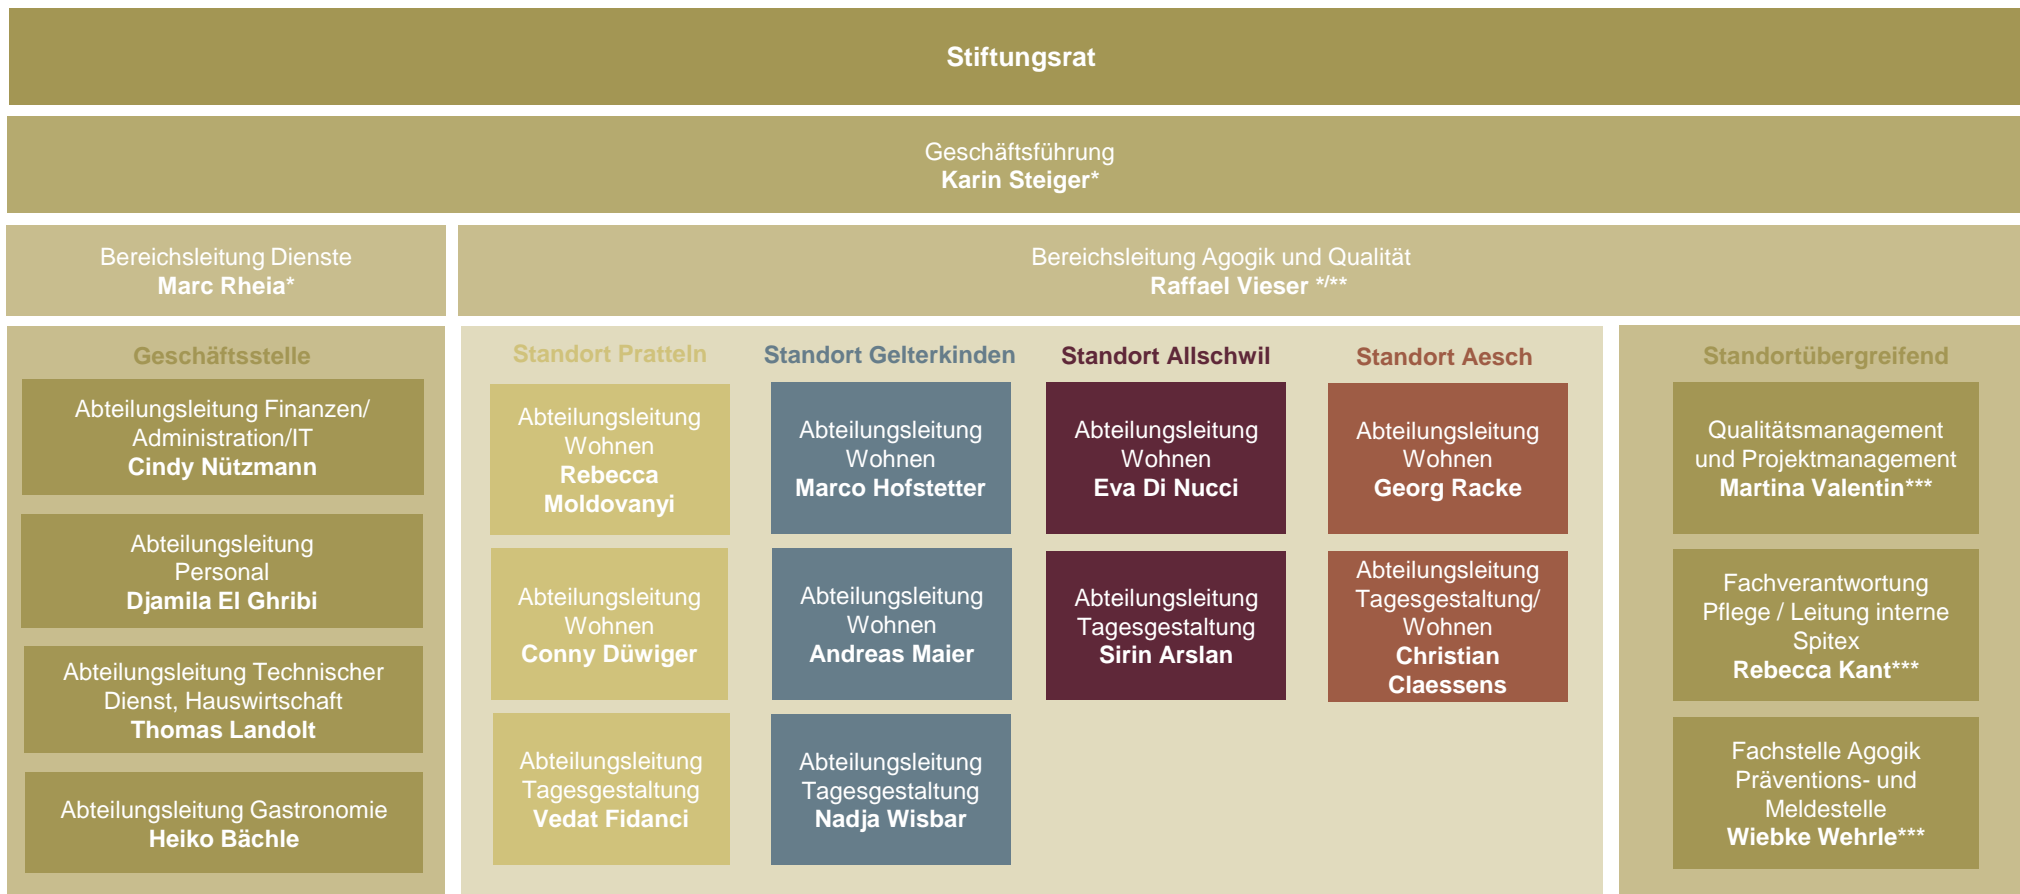 Stiftungsrat
Geschäftsführung
Karin Steiger*
Bereichsleitung Dienste
Marc Rheia*
Bereichsleitung Agogik und Qualität
Raffael Vieser */**
Geschäftsstelle
Abteilungsleitung Finanzen/
Administration/IT
Cindy Nützmann
Abteilungsleitung
Personal
Djamila El Ghribi
Abteilungsleitung Technischer
Dienst, Hauswirtschaft
Thomas Landolt
Abteilungsleitung Gastronomie
Heiko Bächle
Standort Pratteln
Abteilungsleitung
Wohnen
Rebecca
Moldovanyi
Abteilungsleitung
Wohnen
Conny Düwiger
Abteilungsleitung
Tagesgestaltung
Vedat Fidanci
Standort Gelterkinden
Abteilungsleitung
Wohnen
Marco Hofstetter
Abteilungsleitung
Wohnen
Andreas Maier
Abteilungsleitung
Tagesgestaltung
Nadja Wisbar
Standort Allschwil
Abteilungsleitung
Wohnen
Eva Di Nucci
Abteilungsleitung
Tagesgestaltung
Sirin Arslan
Standort Aesch
Abteilungsleitung
Wohnen
Georg Racke
Abteilungsleitung
Tagesgestaltung/
Wohnen
Christian
Claessens
Standortübergreifend
Qualitätsmanagement
und Projektmanagement
Martina Valentin***
Fachverantwortung
Pflege / Leitung interne
Spitex
Rebecca Kant***
Fachstelle Agogik
Präventions- und
Meldestelle
Wiebke Wehrle***